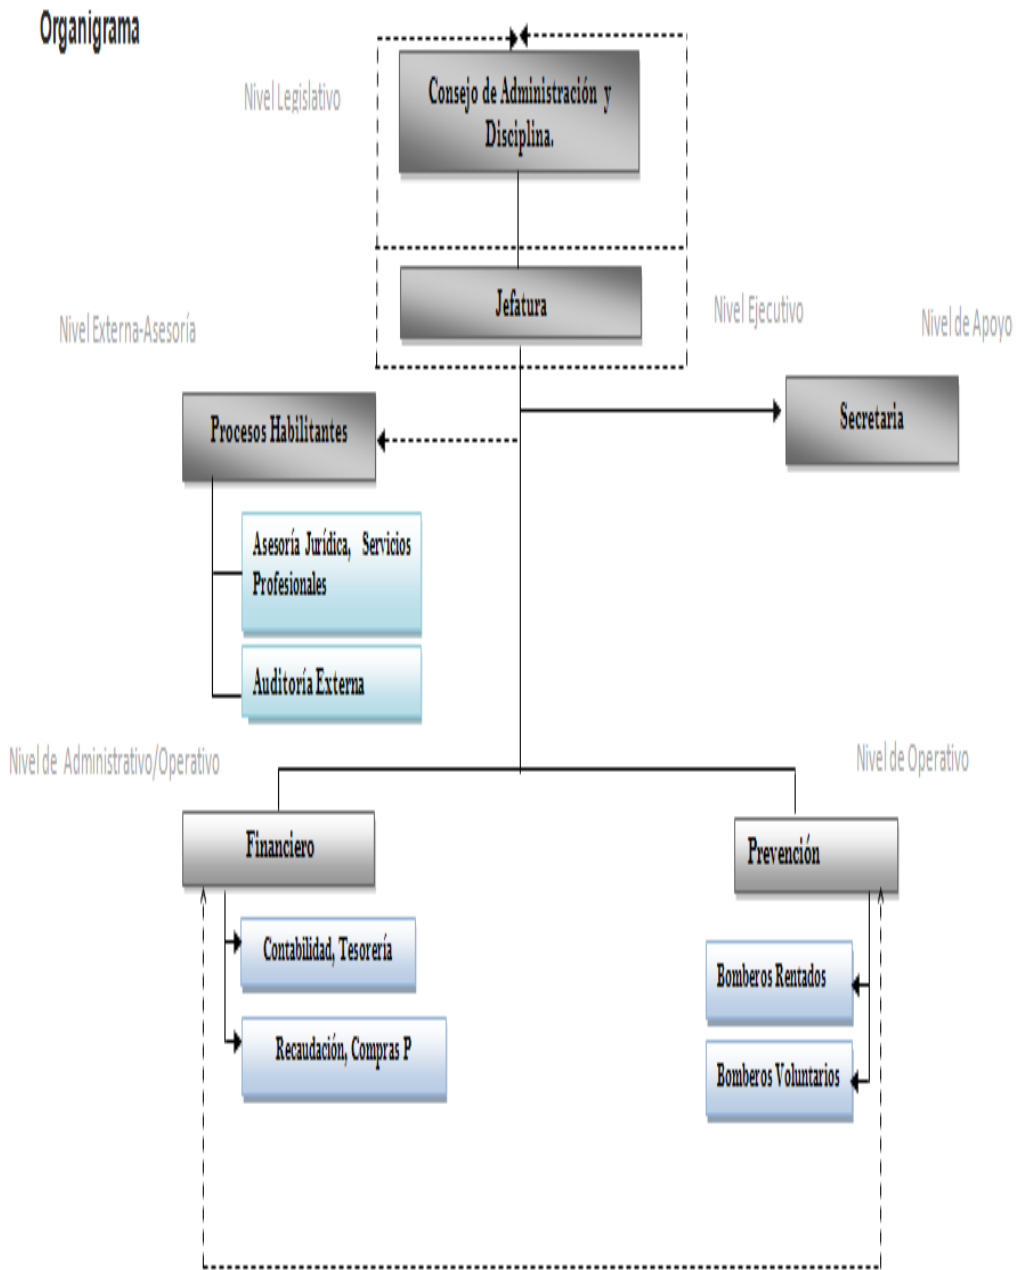 Organigrama
Nivel Legislativo
Consejo de Administración y
Disciplina.
Jefatura
Nivel Ejecutivo
Nivel de Apoyo
Nivel Externa-Asesoría
Secretaria
Procesos Habilitantes
Asesoría Jurídica, Servicios
Profesionales
Auditoría Externa
Nivel de Administrativo/Operativo
Nivel de Operativo
Financiero
Prevención
Contabilidad, Tesorería
Bomberos Rentados
Recaudación, Compras P
Bomberos Voluntarios